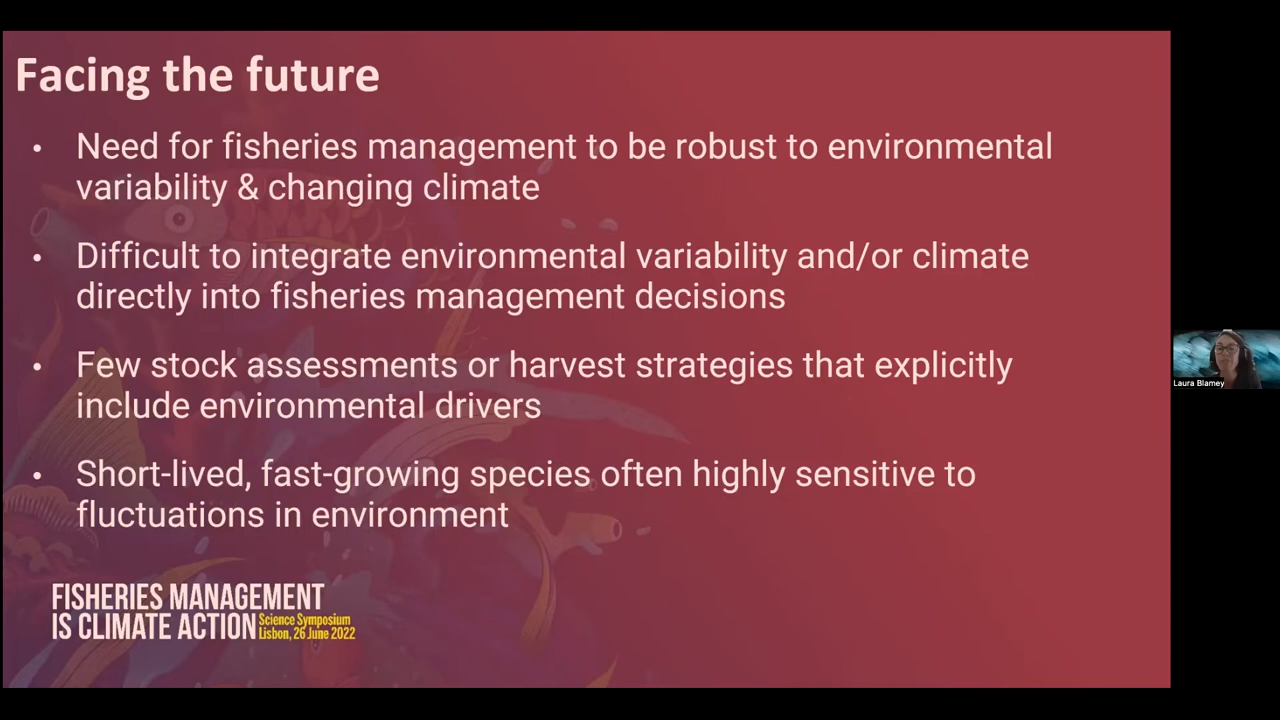 Facing the future
• Need for fisheries management to be robust to environmental
variability & changing climate
• Difficult to integrate environmental variability and/or climate
directly into fisheries management decisions
• Few stock assessments or harvest strategies that explicitly
include environmental drivers
• Short-lived, fast-growing species often highly sensitive to
fluctuations in environment
Laura Blamey
FISHERIES MANAGEMENT
IS CLIMATE ACTION
Science Symposium
Lisbon, 26 June 2022